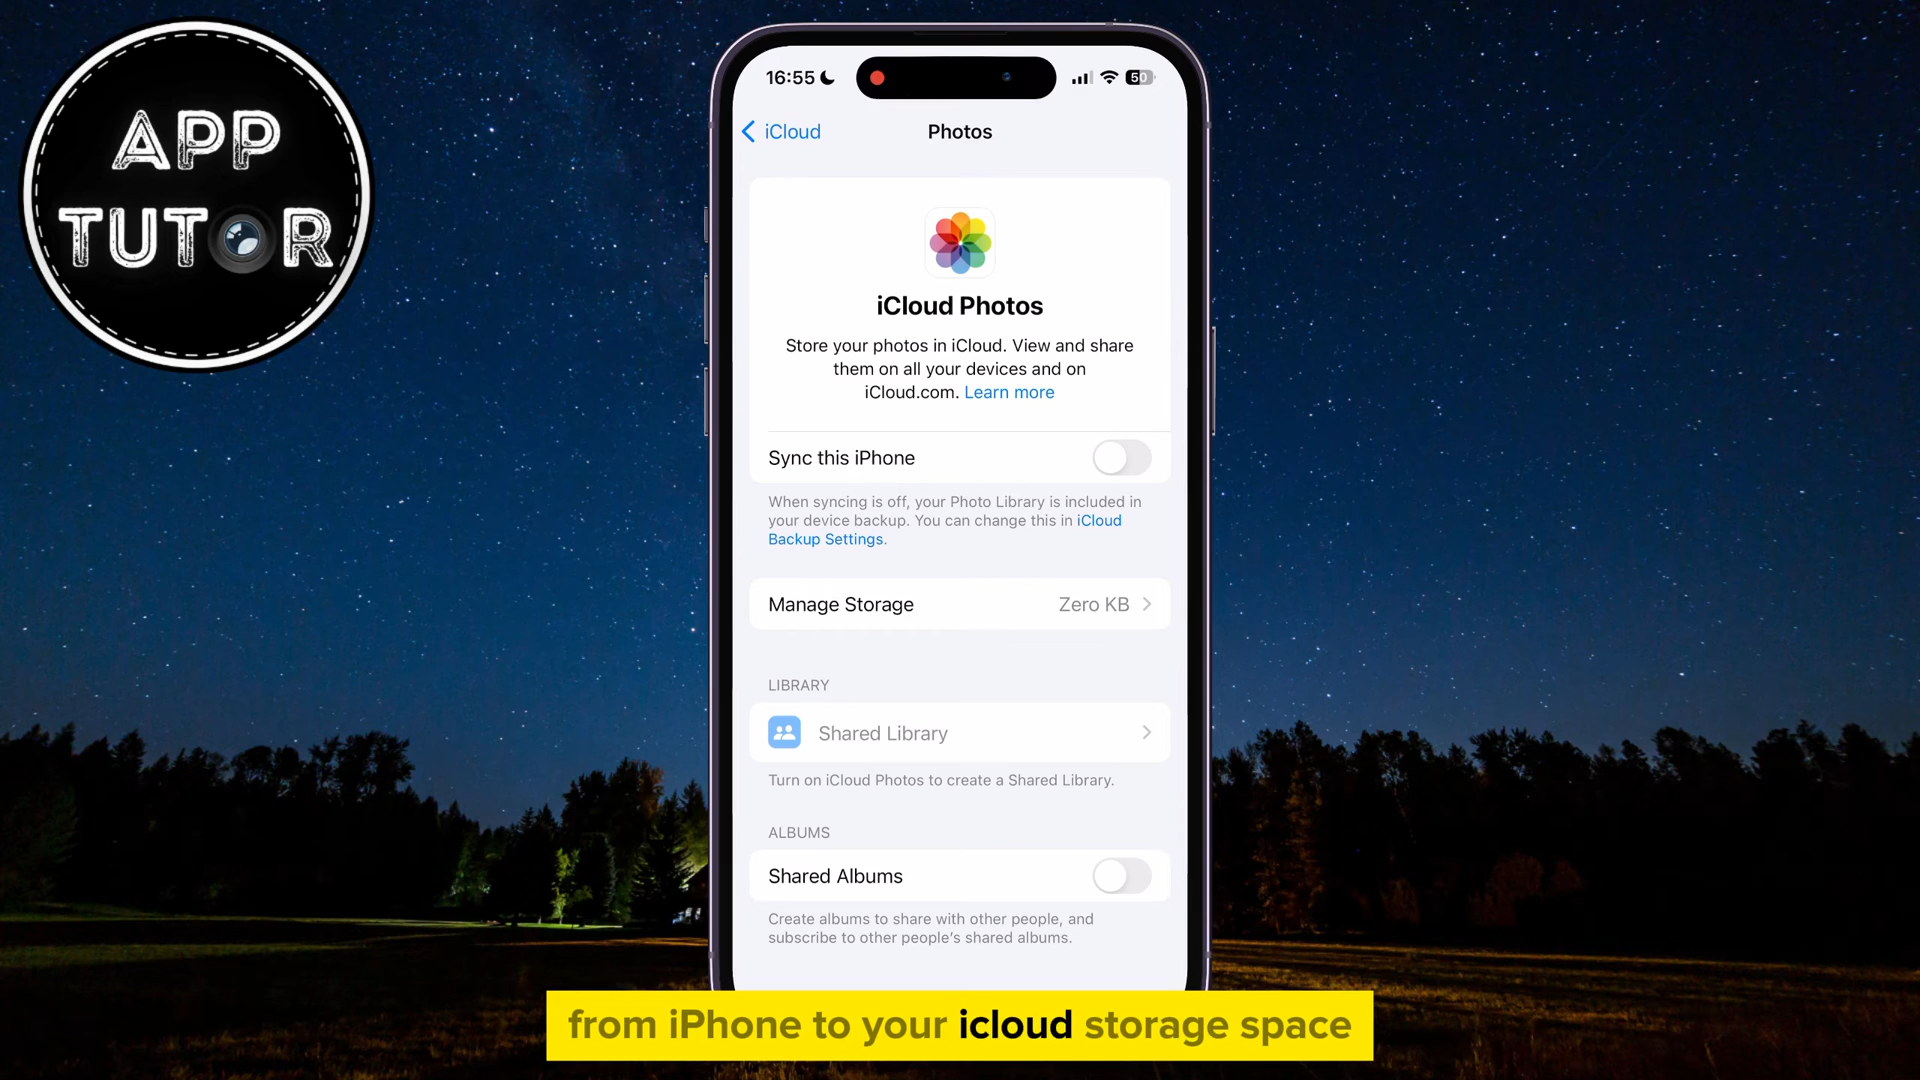 APP
TUTOR
16:55
50
iCloud
Photos
iCloud Photos
Store your photos in iCloud. View and share
them on all your devices and on
iCloud.com. Learn more
Sync this iPhone
When syncing is off, your Photo Library is included in
your device backup. You can change this in iCloud
Backup Settings.
Manage Storage
Zero KB
LIBRARY
Shared Library
Turn on iCloud Photos to create a Shared Library.
ALBUMS
Shared Albums
Create albums to share with other people, and
subscribe to other people's shared albums.
from iPhone to your icloud storage space